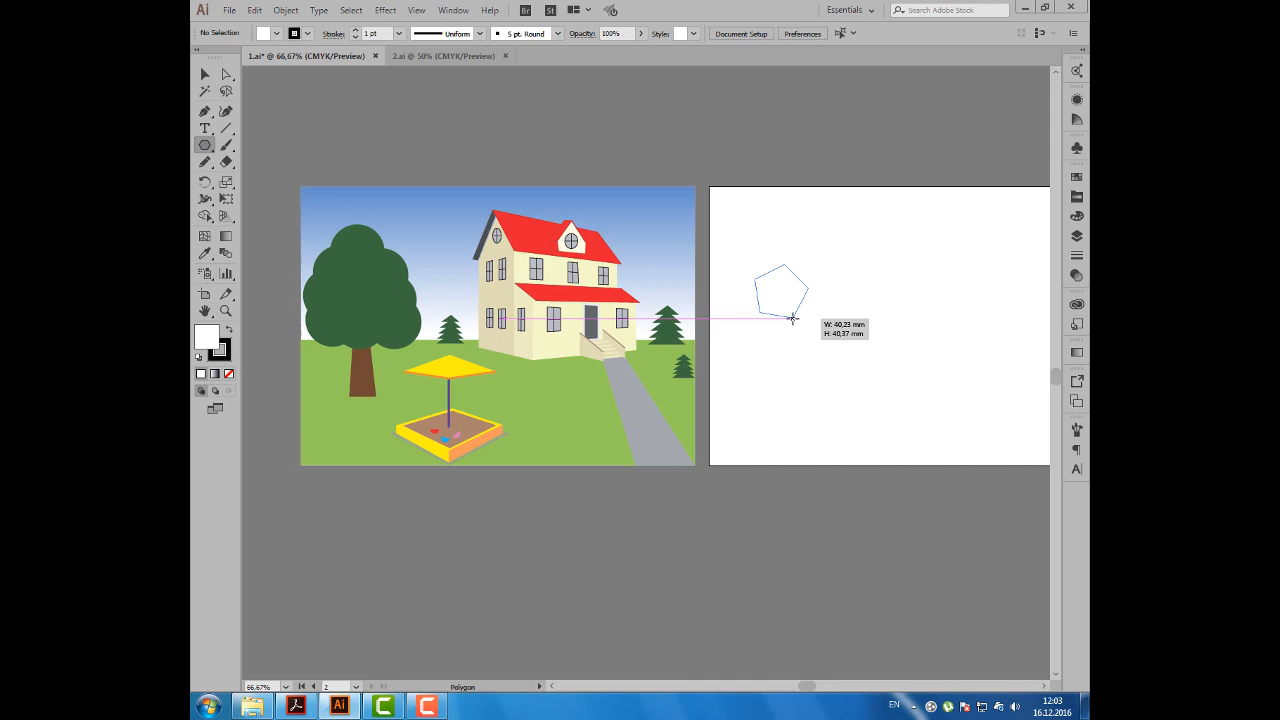 Ai File Edit Object Type Select Effect View Window Help Br St Essentials Search Adobe Stock
No Selection Stroke: 1 pt Uniform 5 pt. Round Opacity: 100% Style: Document Setup Preferences
1.ai* @ 66,67% (CMYK/Preview) × 2.ai @ 50% (CMYK/Preview) ×
W: 40,23 mm
H: 40,37 mm
66,67% 2 Polygon
Ai EN 12:03
16.12.2016